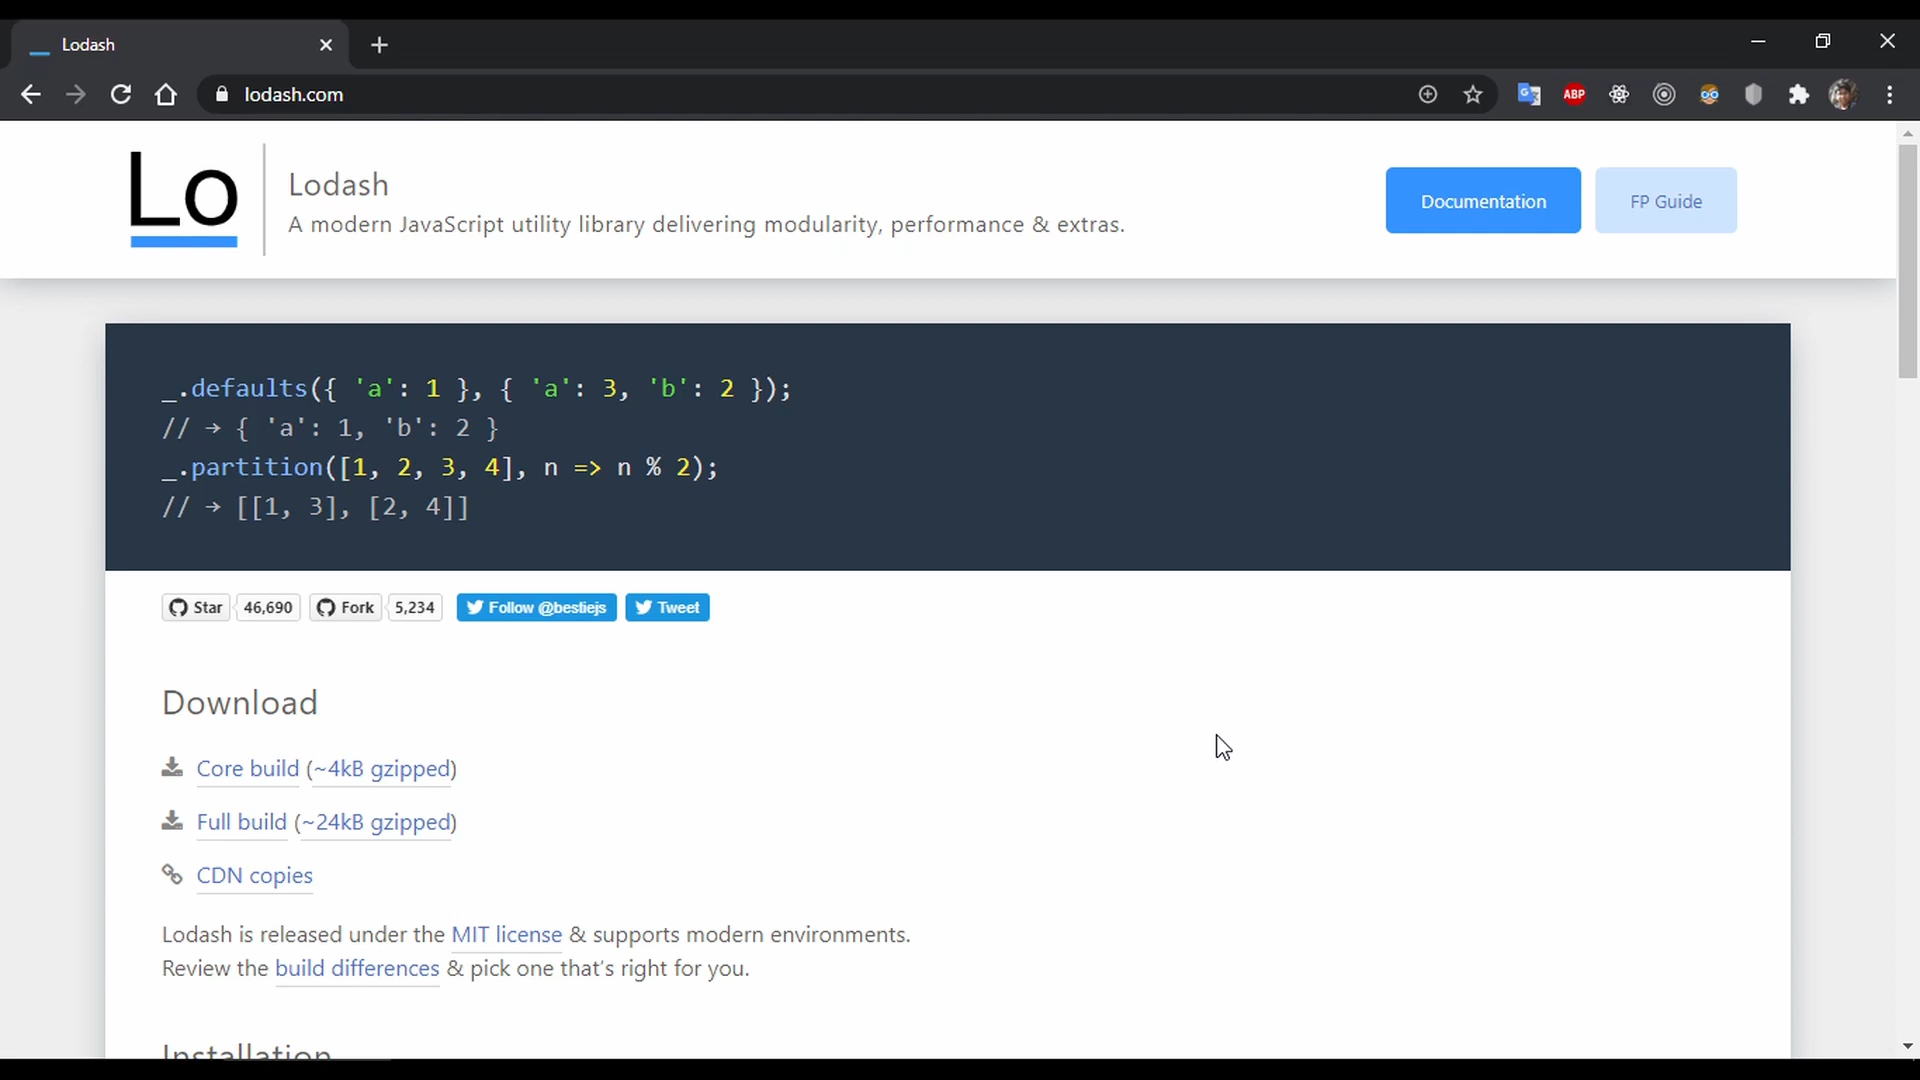 Lodash
lodash.com
ABP
Lo
Lodash
A modern JavaScript utility library delivering modularity, performance & extras.
Documentation
FP Guide
_.defaults({ 'a': 1 }, { 'a': 3, 'b': 2 });
// → { 'a': 1, 'b': 2 }
_.partition([1, 2, 3, 4], n => n % 2);
// → [[1, 3], [2, 4]]
Star 46,690 Fork 5,234 Follow @bestiejs Tweet
Download
Core build (~4kB gzipped)
Full build (~24kB gzipped)
CDN copies
Lodash is released under the MIT license & supports modern environments.
Review the build differences & pick one that's right for you.
Installation